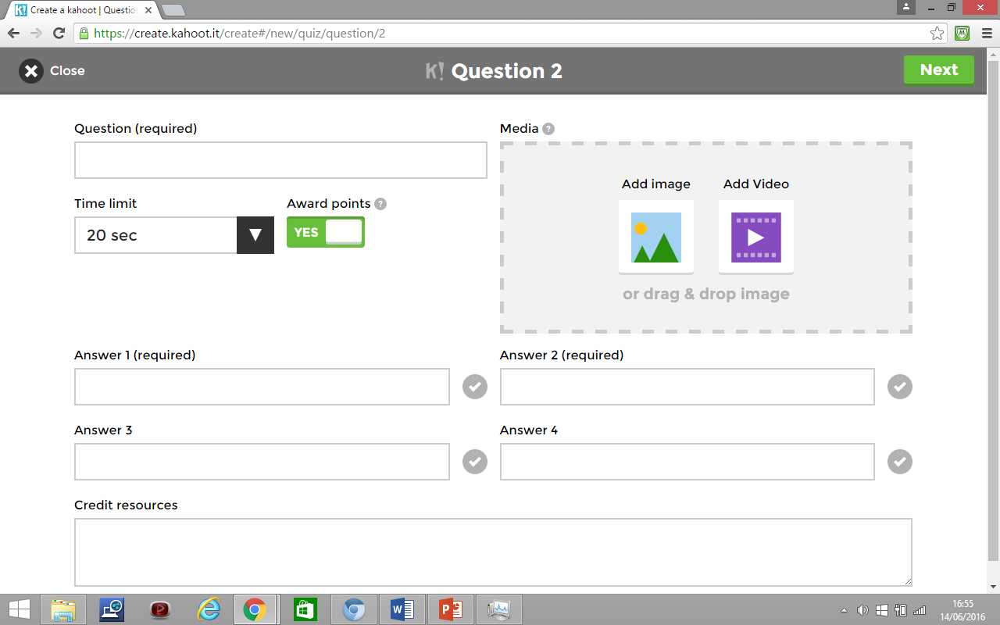 Create a kahoot | Questio
https://create.kahoot.it/create#/new/quiz/question/2
Close
K! Question 2
Next
Question (required)
Media ?
Add image Add Video
Time limit
Award points ?
20 sec
YES
or drag & drop image
Answer 1 (required)
Answer 2 (required)
Answer 3
Answer 4
Credit resources
16:55
14/06/2016